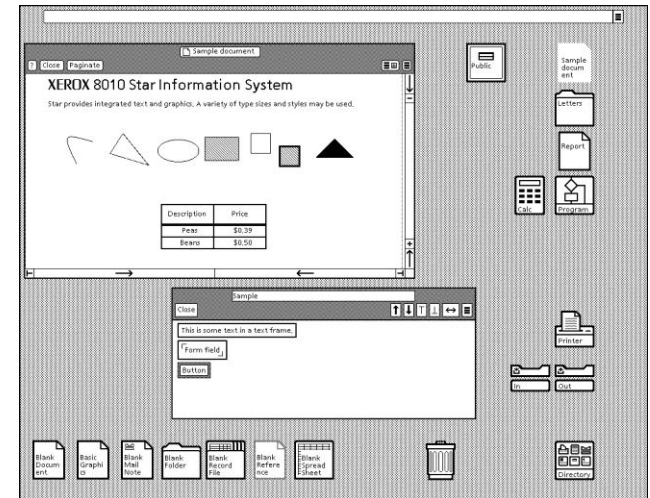 Sample document
? Close Paginate
XEROX 8010 Star Information System
Star provides integrated text and graphics. A variety of type sizes and styles may be used.
Description Price
Peas $0.39
Beans $0.50
Public
Sample
docum
ent
Letters
Report
Calc
Program
Sample
Close
This is some text in a text frame.
Form field
Button
Printer
In
Out
Blank
Docum
ent
Basic
Graphi
cs
Blank
Mail
Note
Blank
Folder
Blank
Record
File
Blank
Refere
nce
Blank
Spread
Sheet
Directory